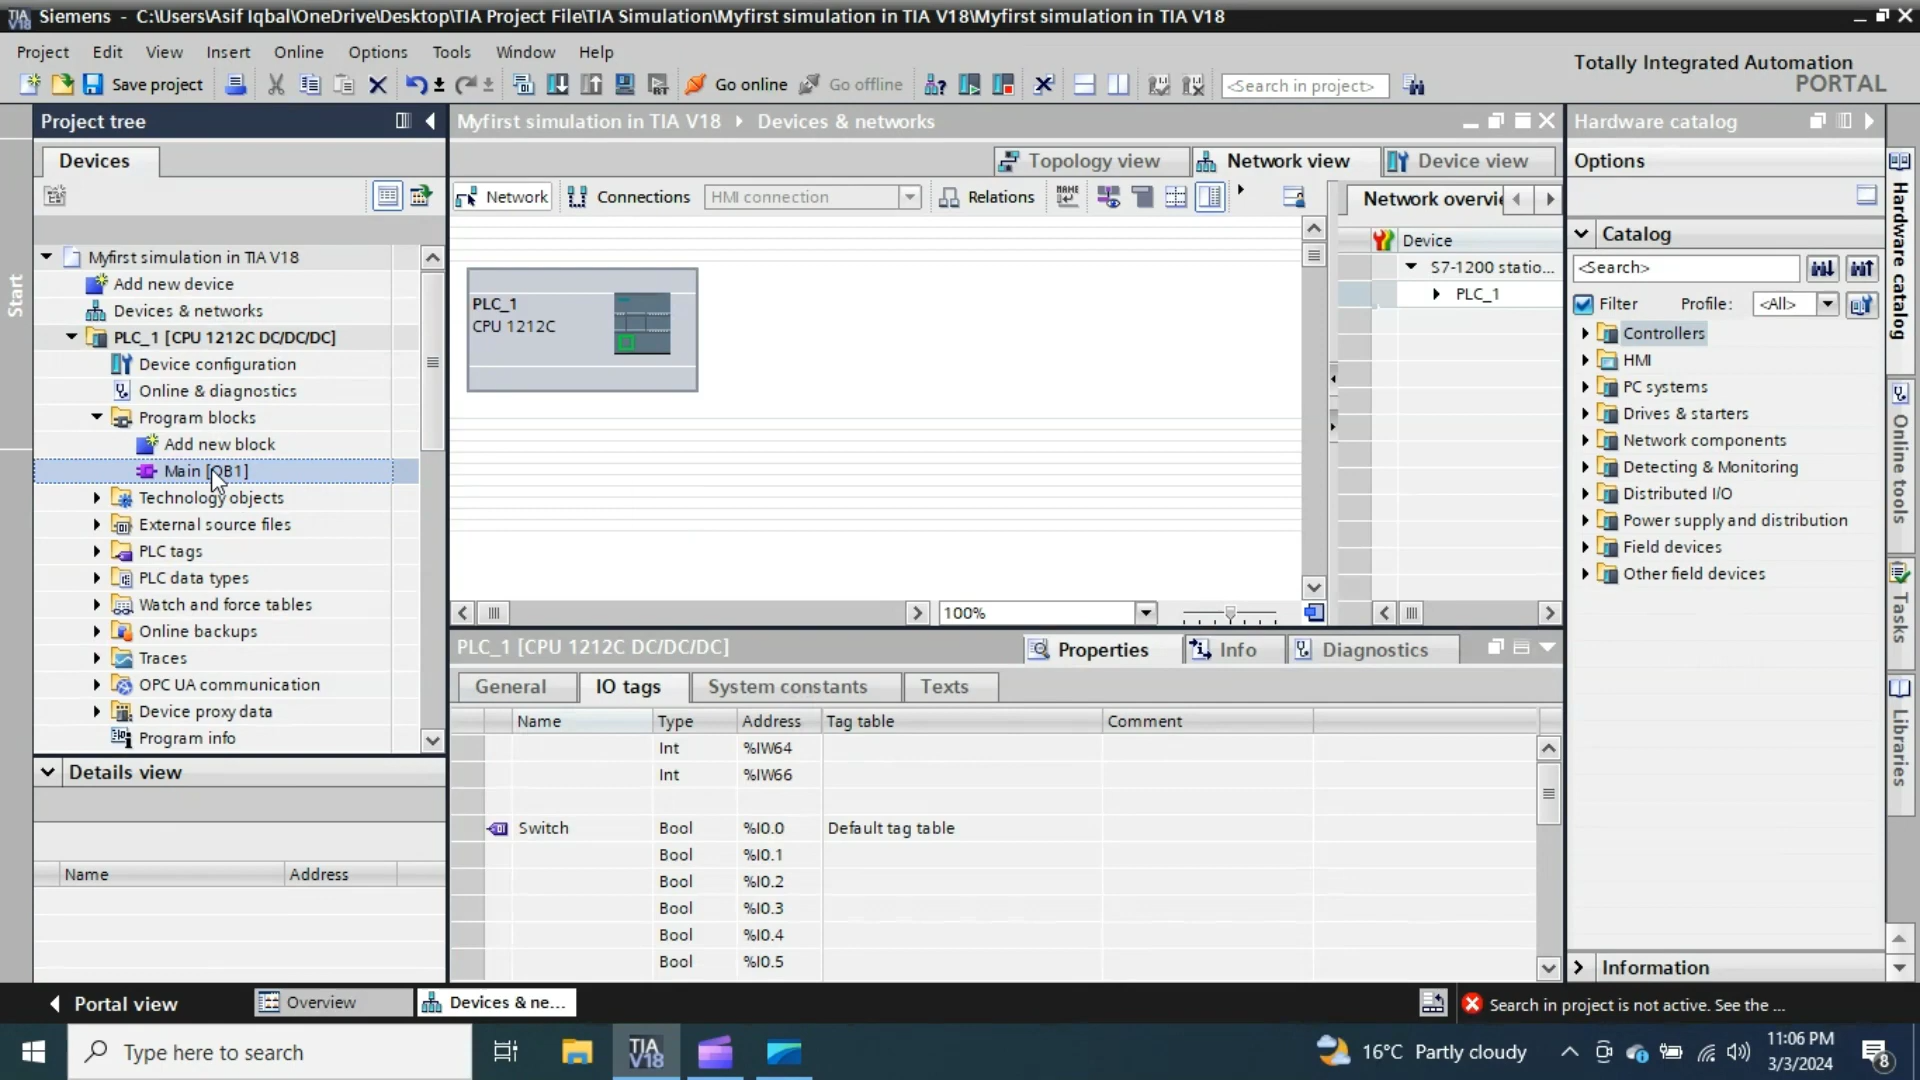 Siemens - C:\Users\Asif Iqbal\OneDrive\Desktop\TIA Project File\TIA Simulation\Myfirst simulation in TIA V18\Myfirst simulation in TIA V18
Project Edit View Insert Online Options Tools Window Help
Totally Integrated Automation
PORTAL
Save project Go online Go offline <Search in project>
Project tree
Devices
Start
Myfirst simulation in TIA V18
Add new device
Devices & networks
PLC_1 [CPU 1212C DC/DC/DC]
Device configuration
Online & diagnostics
Program blocks
Add new block
Main [OB1]
Technology objects
External source files
PLC tags
PLC data types
Watch and force tables
Online backups
Traces
OPC UA communication
Device proxy data
Program info
Details view
Name Address
Myfirst simulation in TIA V18 Devices & networks
Topology view Network view Device view
Network Connections HMI connection Relations
PLC_1
CPU 1212C
100%
Network overvi
Device
S7-1200 statio...
PLC_1
PLC_1 [CPU 1212C DC/DC/DC]
Properties Info Diagnostics
General IO tags System constants Texts
Name Type Address Tag table Comment
Int %IW64
Int %IW66
Switch Bool %I0.0 Default tag table
Bool %I0.1
Bool %I0.2
Bool %I0.3
Bool %I0.4
Bool %I0.5
Hardware catalog
Options
Catalog
<Search>
Filter Profile: <All>
Controllers
HMI
PC systems
Drives & starters
Network components
Detecting & Monitoring
Distributed I/O
Power supply and distribution
Field devices
Other field devices
Information
Hardware catalog
Online tools
Tasks
Libraries
Portal view Overview Devices & ne... Search in project is not active. See the ...
Type here to search
TIA
V18
16°C Partly cloudy
11:06 PM
3/3/2024
8